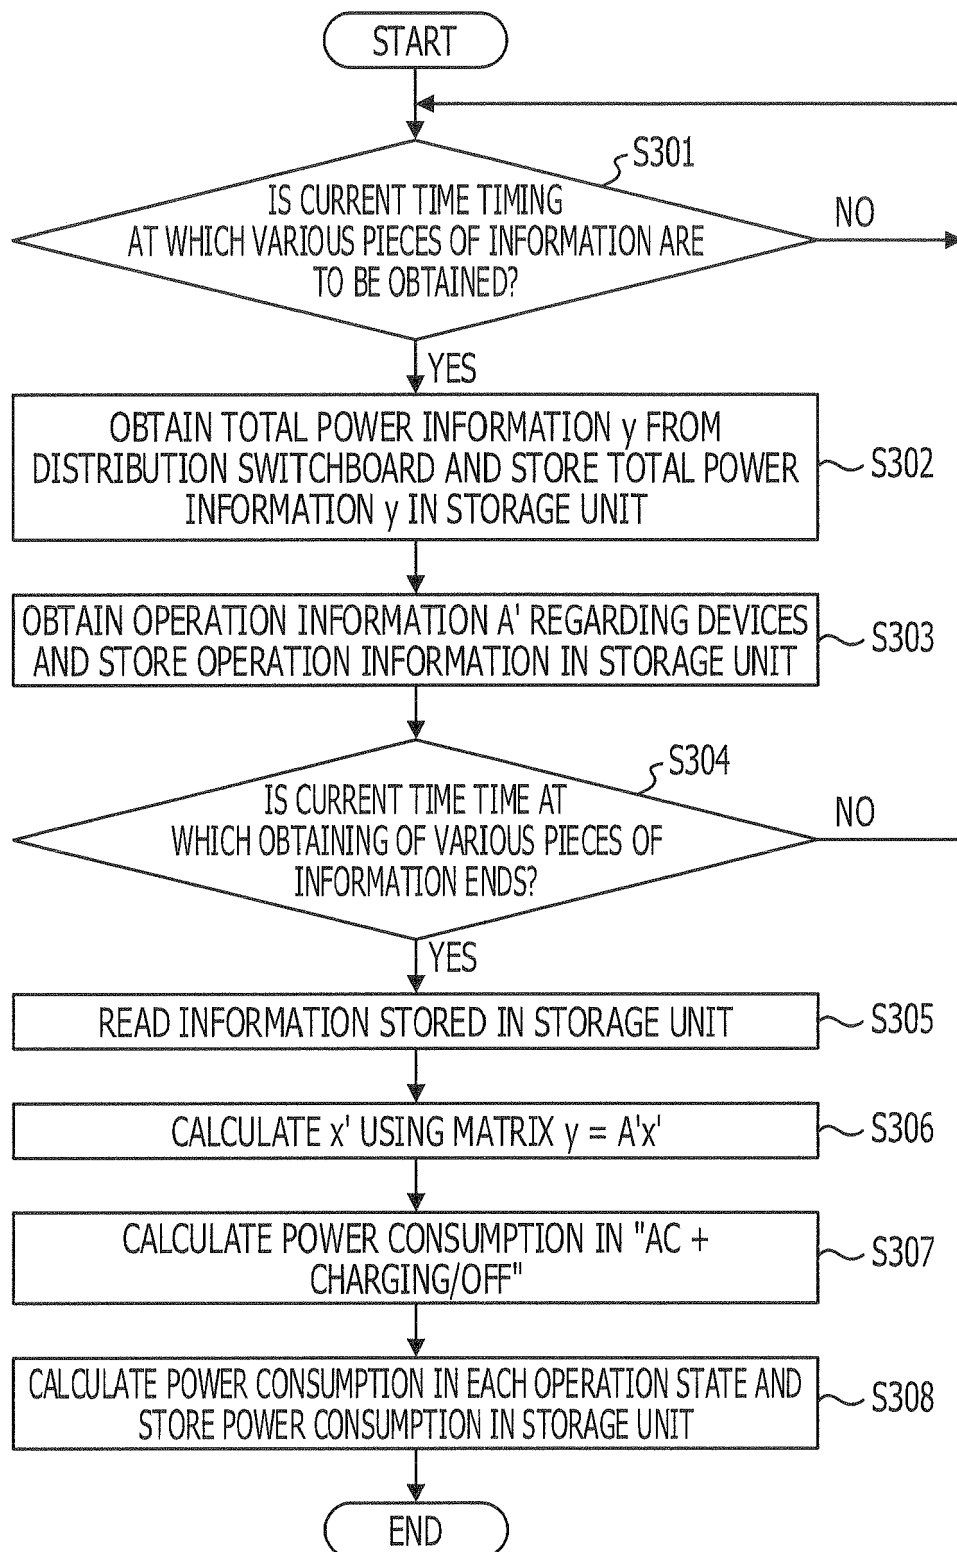 START
S301
IS CURRENT TIME TIMING
AT WHICH VARIOUS PIECES OF INFORMATION ARE
TO BE OBTAINED?
NO
YES
OBTAIN TOTAL POWER INFORMATION y FROM
DISTRIBUTION SWITCHBOARD AND STORE TOTAL POWER
INFORMATION y IN STORAGE UNIT
S302
OBTAIN OPERATION INFORMATION A' REGARDING DEVICES
AND STORE OPERATION INFORMATION IN STORAGE UNIT
S303
S304
IS CURRENT TIME TIME AT
WHICH OBTAINING OF VARIOUS PIECES OF
INFORMATION ENDS?
NO
YES
READ INFORMATION STORED IN STORAGE UNIT
S305
CALCULATE x' USING MATRIX y = A'x'
S306
CALCULATE POWER CONSUMPTION IN "AC +
CHARGING/OFF"
S307
CALCULATE POWER CONSUMPTION IN EACH OPERATION STATE AND
STORE POWER CONSUMPTION IN STORAGE UNIT
S308
END